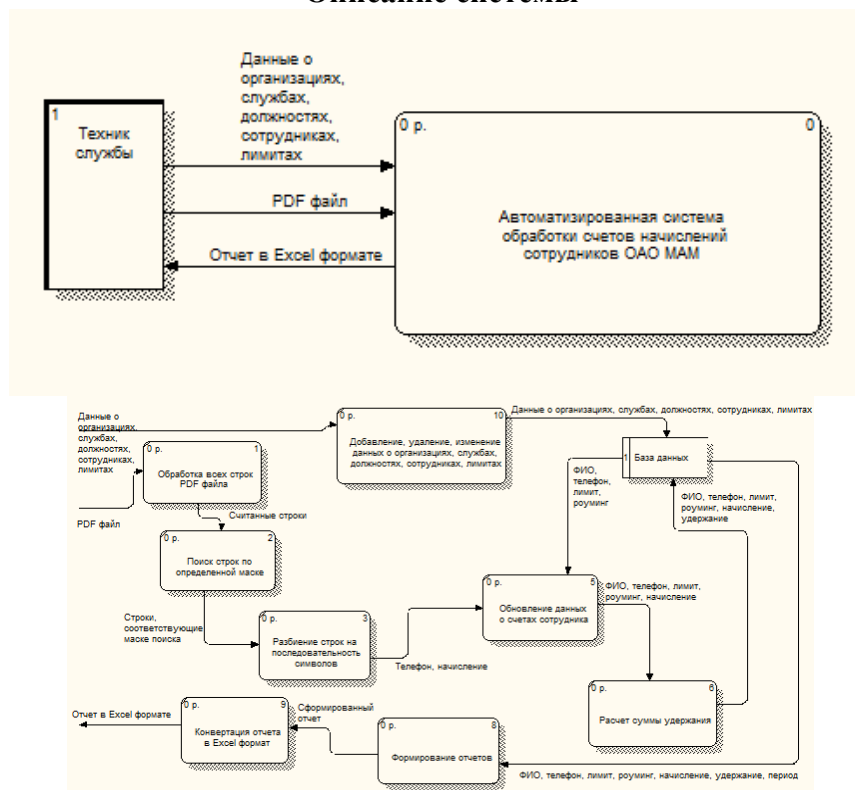 Описание системы
Данные о
организациях,
службах,
должностях,
сотрудниках,
лимитах
1
Техник
службы
PDF файл
Отчет в Excel формате
0 р.
0
Автоматизированная система
обработки счетов начислений
сотрудников ОАО МАМ
Данные о
организациях,
службах,
должностях,
сотрудниках,
лимитах
PDF файл
0 р.
1
Обработка всех строк
PDF файла
0 р.
10
Добавление, удаление, изменение
данных о организациях, службах,
должностях, сотрудниках, лимитах
Данные о организациях, службах, должностях, сотрудниках, лимитах
1
База данных
ФИО,
телефон,
лимит,
роуминг
ФИО, телефон, лимит,
роуминг, начисление,
удержание
Считанные строки
0 р.
2
Поиск строк по
определенной маске
Строки,
соответствующие
маске поиска
0 р.
3
Разбиение строк на
последовательность
символов
Телефон, начисление
0 р.
5
Обновление данных
о счетах сотрудника
ФИО, телефон, лимит,
роуминг, начисление
0 р.
6
Расчет суммы удержания
Отчет в Excel формате
0 р.
9
Конвертация отчета
в Excel формат
Сформированный
отчет
0 р.
8
Формирование отчетов
ФИО, телефон, лимит, роуминг, начисление, удержание, период